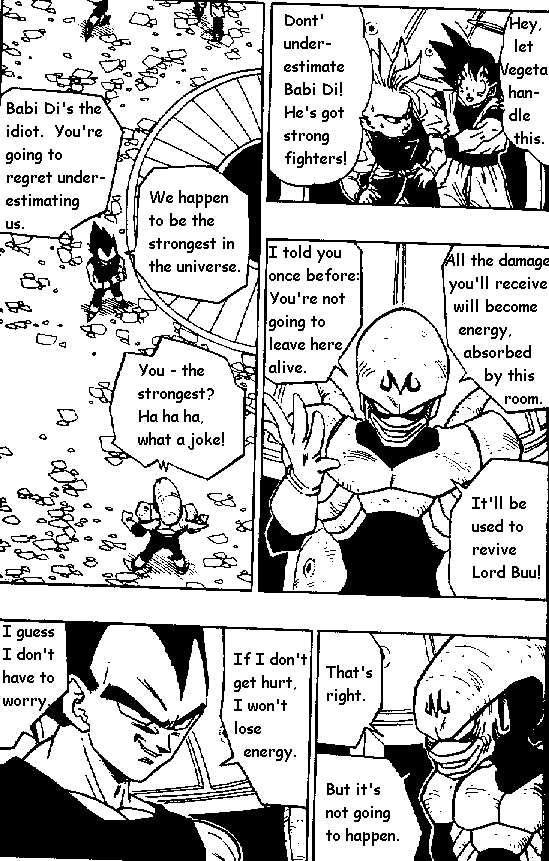 Babi Di's the
idiot. You're
going to
regret under-
estimating
us.
We happen
to be the
strongest in
the universe.
You - the
strongest?
Ha ha ha,
what a joke!
Dont'
under-
estimate
Babi Di!
He's got
strong
fighters!
Hey,
let
Vegeta
han-
dle
this.
I told you
once before:
You're not
going to
leave here
alive.
All the damage
you'll receive
will become
energy,
absorbed
by this
room.
It'll be
used to
revive
Lord Buu!
I guess
I don't
have to
worry.
If I don't
get hurt,
I won't
lose
energy.
That's
right.
But it's
not going
to happen.